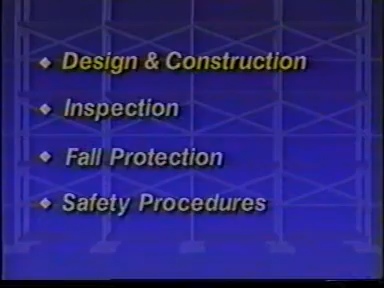 Design & Construction
Inspection
Fall Protection
Safety Procedures